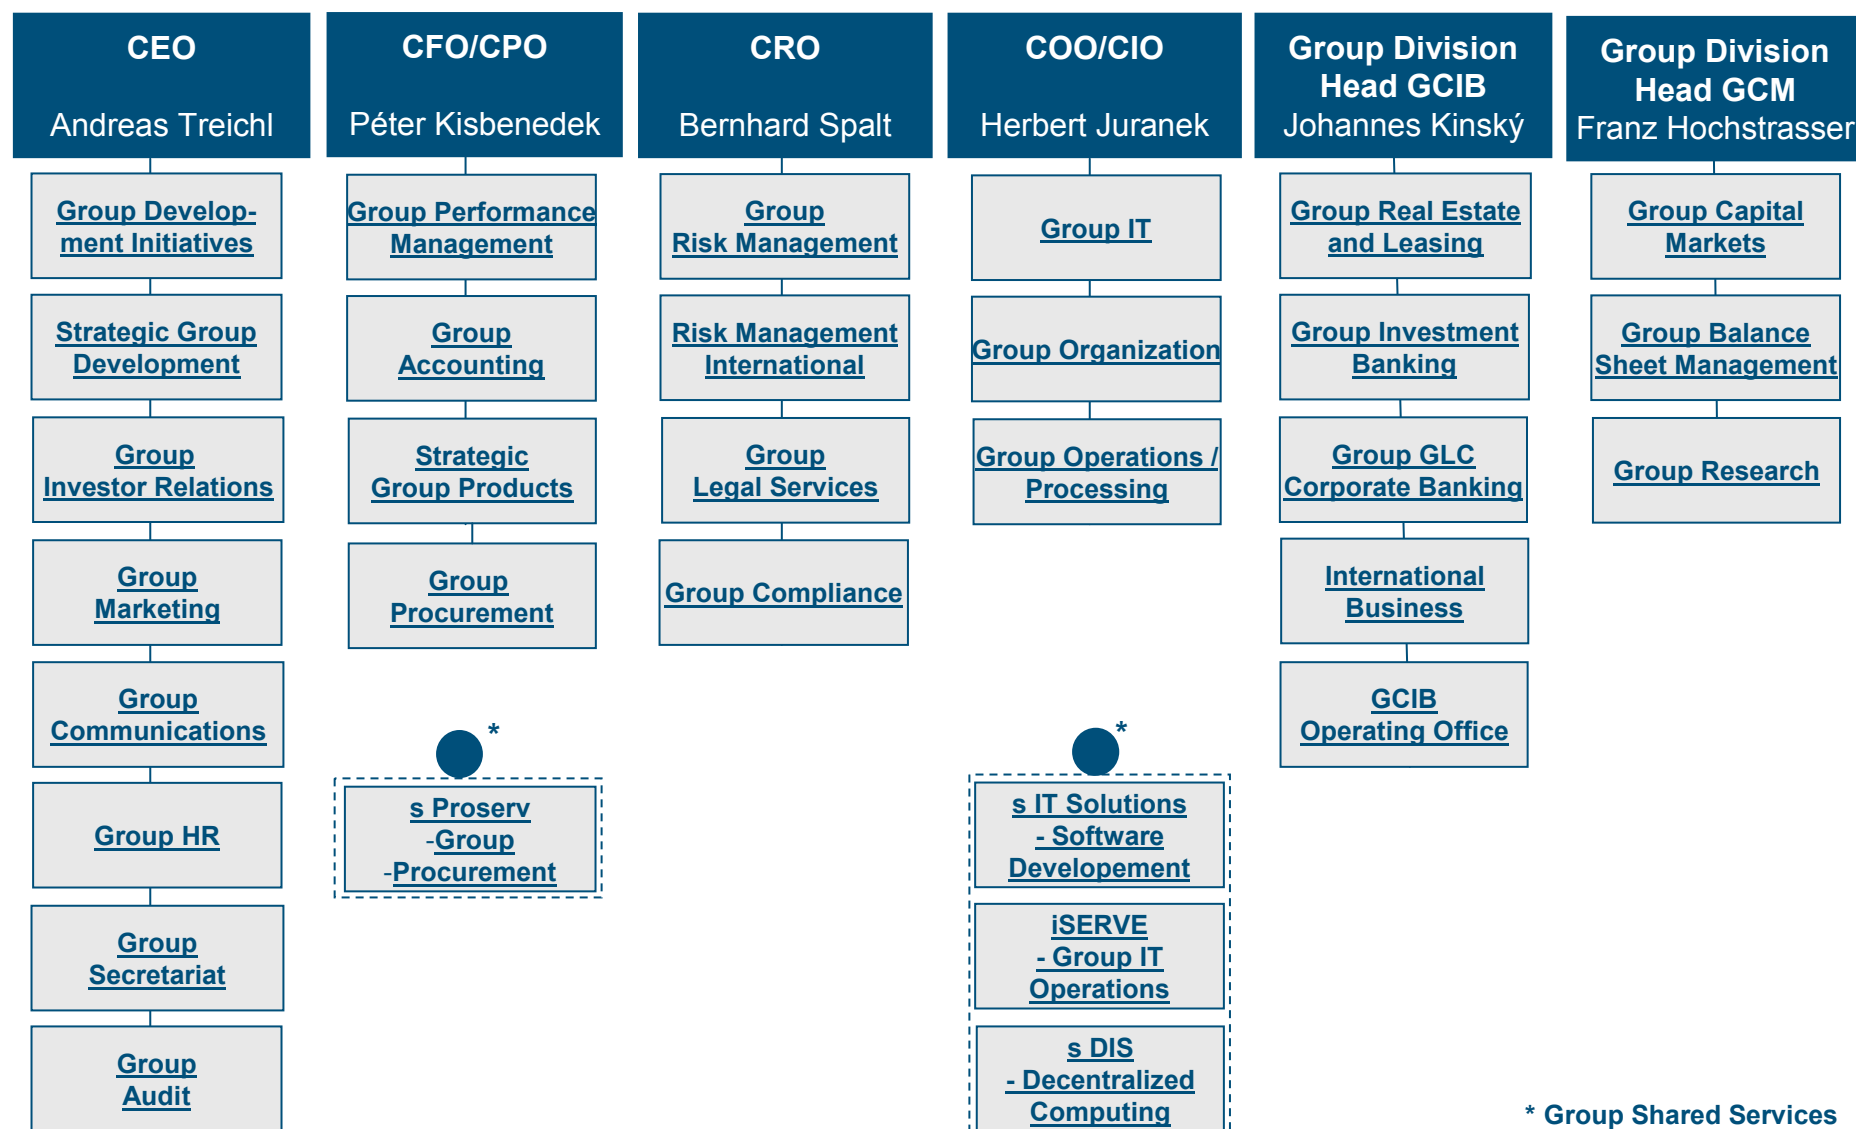 CEO
Andreas Treichl
Group Develop-
ment Initiatives
Strategic Group
Development
Group
Investor Relations
Group
Marketing
Group
Communications
Group HR
Group
Secretariat
Group
Audit
CFO/CPO
Péter Kisbenedek
Group Performance
Management
Group
Accounting
Strategic
Group Products
Group
Procurement
*
s Proserv
-Group
-Procurement
CRO
Bernhard Spalt
Group
Risk Management
Risk Management
International
Group
Legal Services
Group Compliance
COO/CIO
Herbert Juranek
Group IT
Group Organization
Group Operations /
Processing
*
s IT Solutions
- Software
Developement
iSERVE
- Group IT
Operations
s DIS
- Decentralized
Computing
Group Division
Head GCIB
Johannes Kinský
Group Real Estate
and Leasing
Group Investment
Banking
Group GLC
Corporate Banking
International
Business
GCIB
Operating Office
Group Division
Head GCM
Franz Hochstrasser
Group Capital
Markets
Group Balance
Sheet Management
Group Research
* Group Shared Services